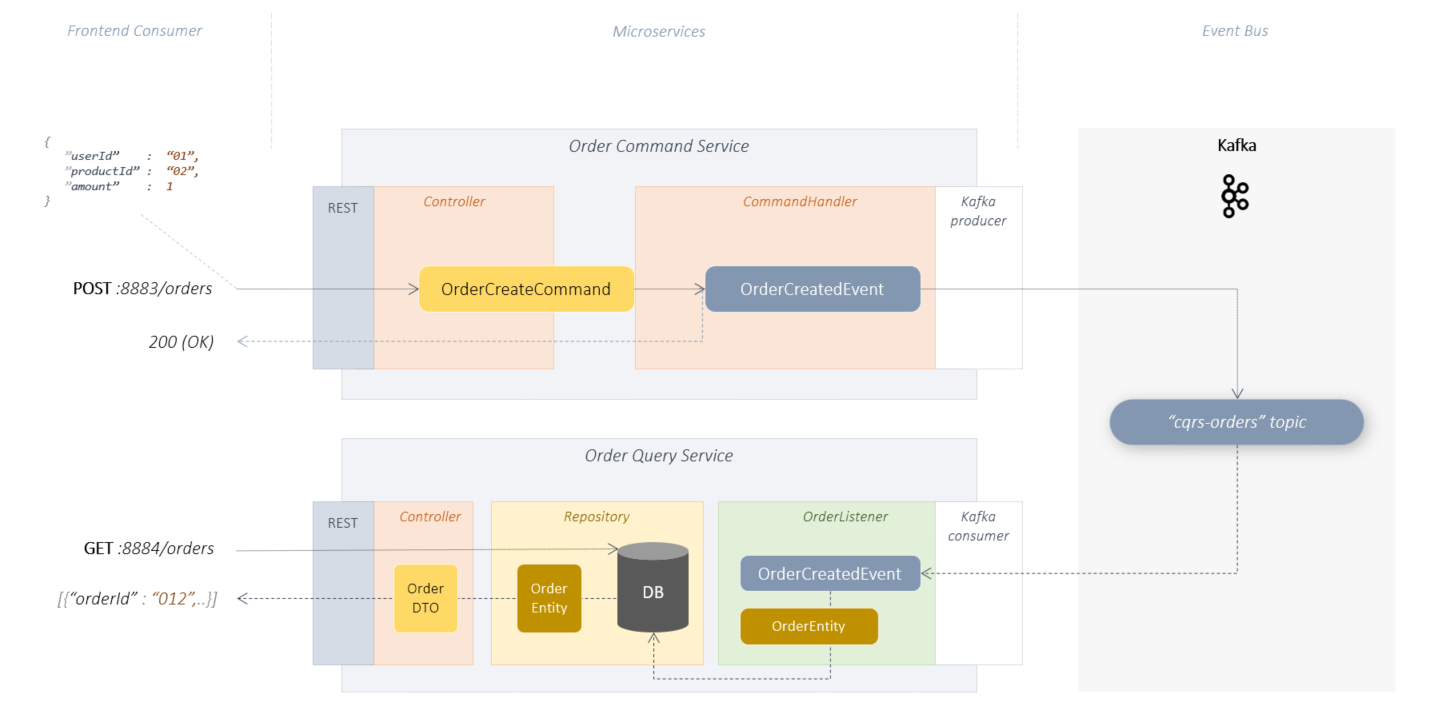 Frontend Consumer
Microservices
Event Bus
{
”userId” : “01”,
”productId” : “02”,
”amount” : 1
}
Order Command Service
Kafka
REST
Controller
CommandHandler
Kafka
producer
POST :8883/orders
OrderCreateCommand
OrderCreatedEvent
200 (OK)
“cqrs-orders” topic
Order Query Service
REST
Controller
Repository
OrderListener
Kafka
consumer
GET :8884/orders
[{“orderId” : “012”,..}]
Order
DTO
Order
Entity
DB
OrderCreatedEvent
OrderEntity